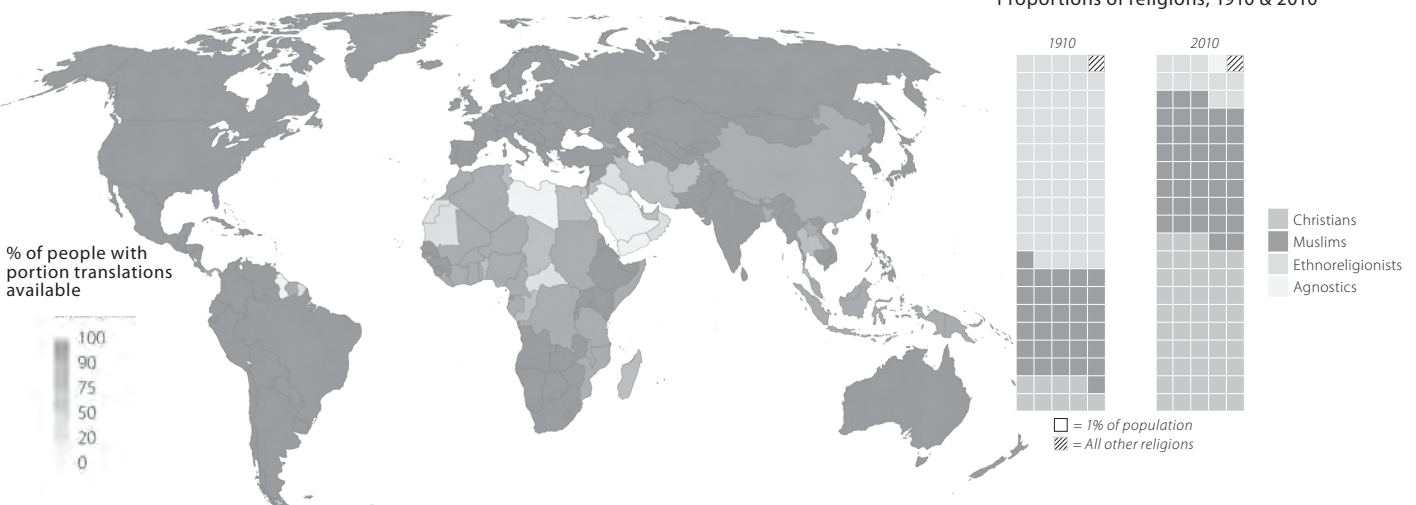 Proportions of religions, 1910 & 2010
1910
2010
% of people with
portion translations
available
100
90
75
50
20
0
Christians
Muslims
Ethnoreligionists
Agnostics
= 1% of population
= All other religions